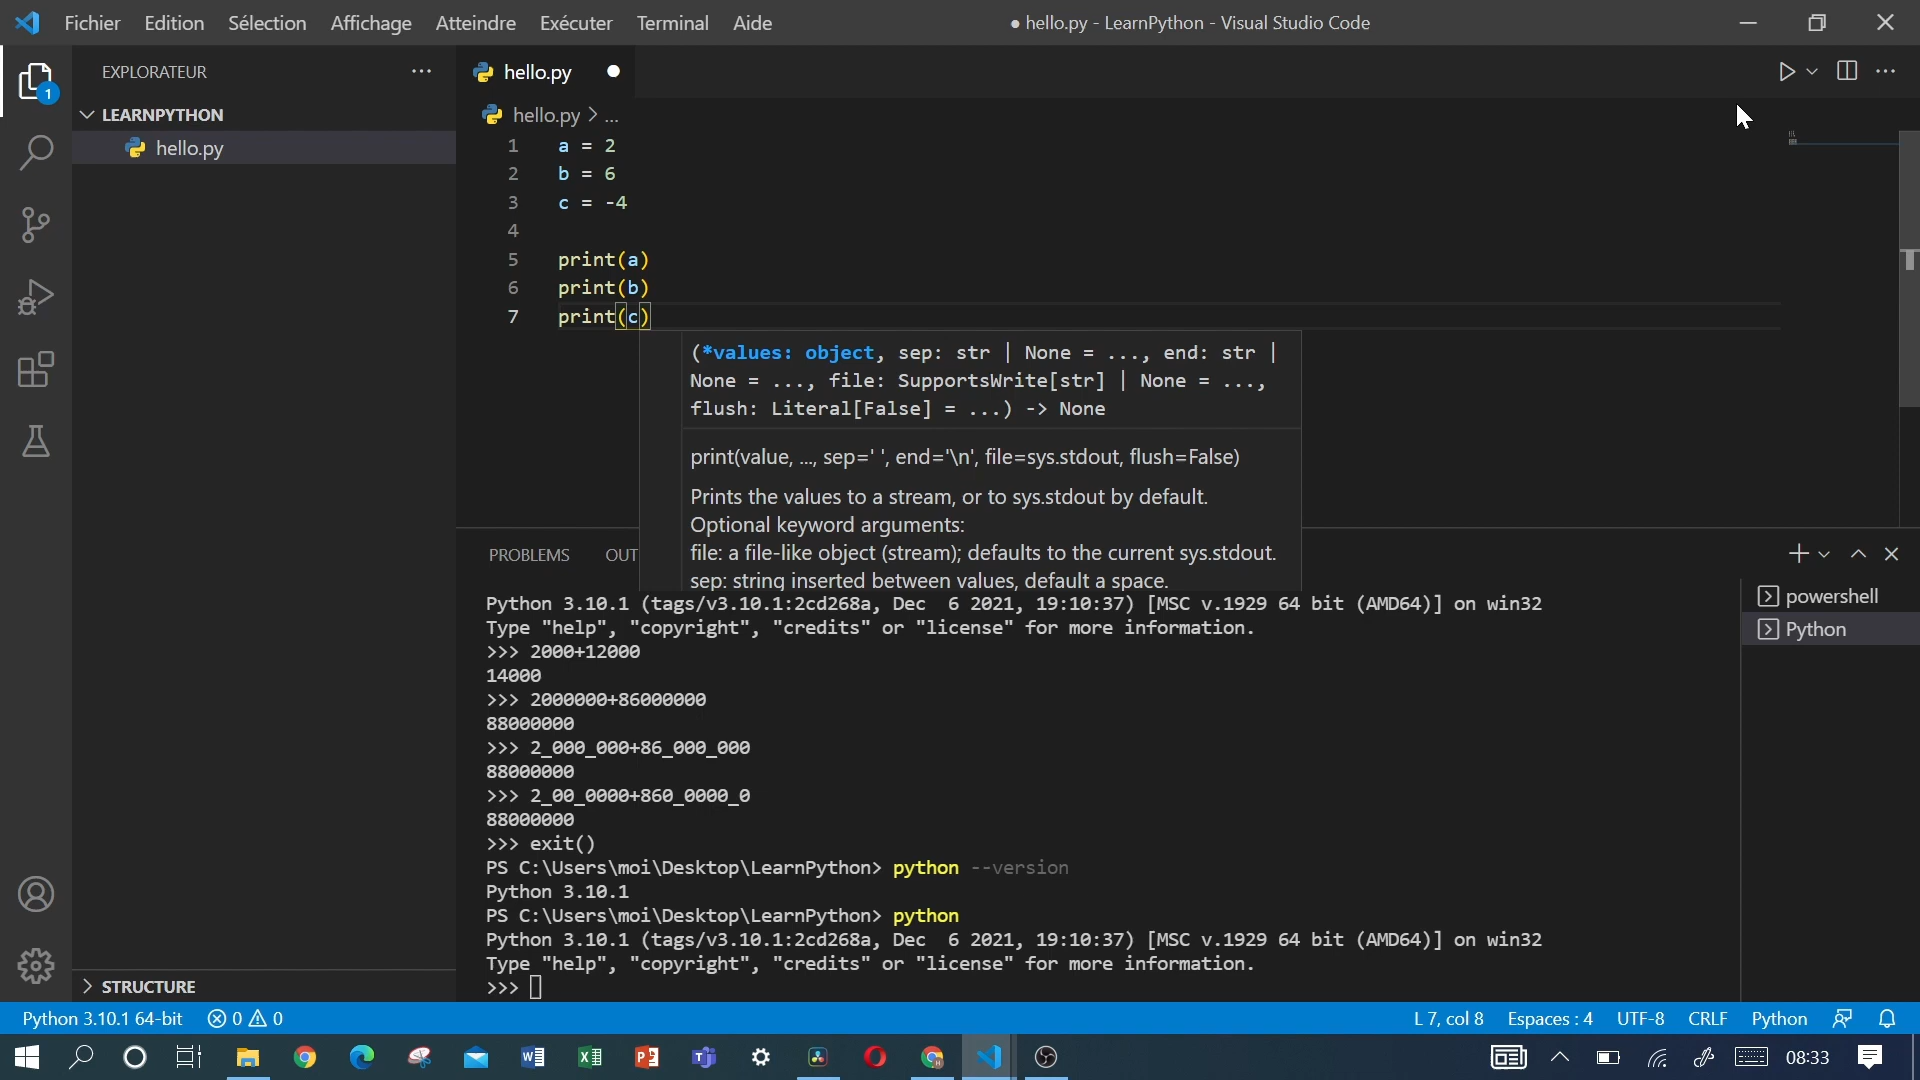 Fichier Edition Sélection Affichage Atteindre Exécuter Terminal Aide
● hello.py - LearnPython - Visual Studio Code
EXPLORATEUR
hello.py
1
LEARNPYTHON
hello.py
hello.py > ...
1 a = 2
2 b = 6
3 c = -4
4
5 print(a)
6 print(b)
7 print(c)
(*values: object, sep: str | None = ..., end: str |
None = ..., file: SupportsWrite[str] | None = ...,
flush: Literal[False] = ...) -> None
print(value, ..., sep=' ', end='\n', file=sys.stdout, flush=False)
Prints the values to a stream, or to sys.stdout by default.
Optional keyword arguments:
file: a file-like object (stream); defaults to the current sys.stdout.
sep: string inserted between values, default a space.
PROBLEMS OUT
Python 3.10.1 (tags/v3.10.1:2cd268a, Dec  6 2021, 19:10:37) [MSC v.1929 64 bit (AMD64)] on win32
Type "help", "copyright", "credits" or "license" for more information.
>>> 2000+12000
14000
>>> 2000000+86000000
88000000
>>> 2_000_000+86_000_000
88000000
>>> 2_00_0000+860_0000_0
88000000
>>> exit()
PS C:\Users\moi\Desktop\LearnPython> python --version
Python 3.10.1
PS C:\Users\moi\Desktop\LearnPython> python
Python 3.10.1 (tags/v3.10.1:2cd268a, Dec  6 2021, 19:10:37) [MSC v.1929 64 bit (AMD64)] on win32
Type "help", "copyright", "credits" or "license" for more information.
>>>
powershell
Python
STRUCTURE
Python 3.10.1 64-bit 0 0
L 7, col 8 Espaces : 4 UTF-8 CRLF Python
08:33